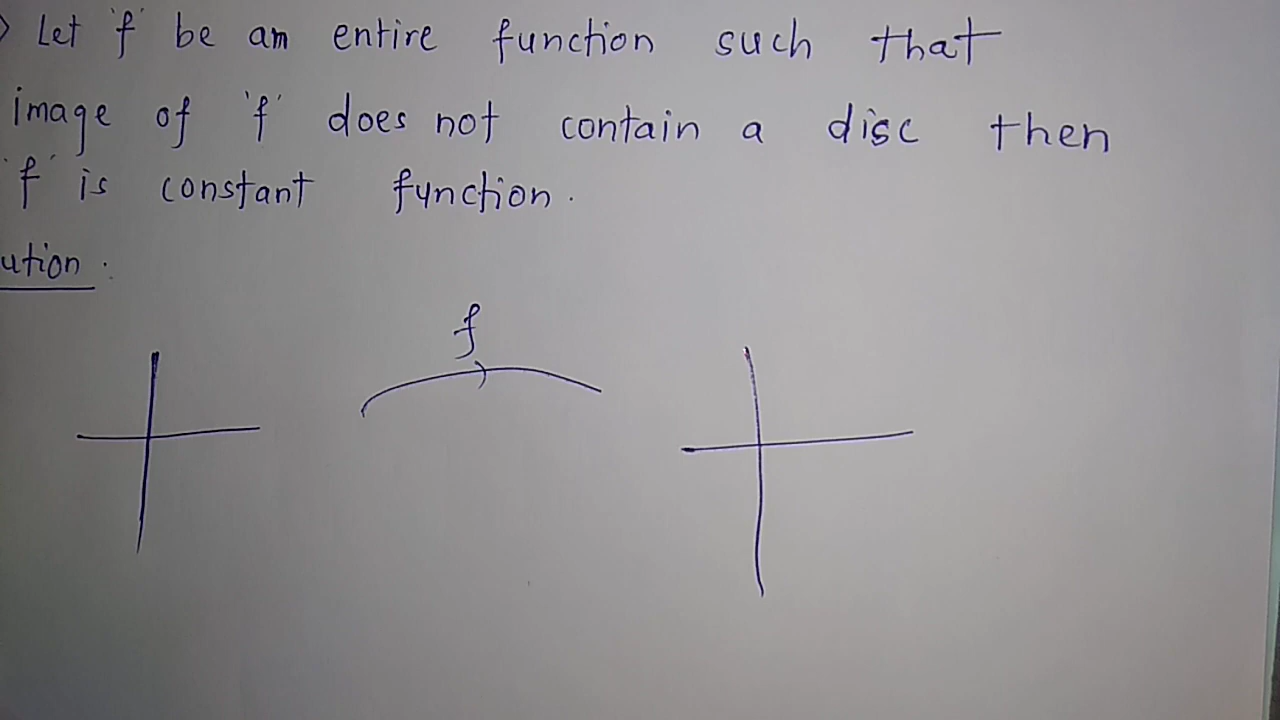 > Let 'f' be an entire function such that
image of 'f' does not contain a disc then
'f' is constant function.
ution :
f